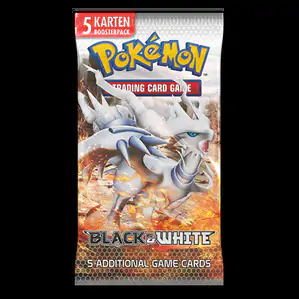 5 KARTEN
BOOSTERPACK
POKéMON
TRADING CARD GAME
BLACK & WHITE
5 ADDITIONAL GAME CARDS